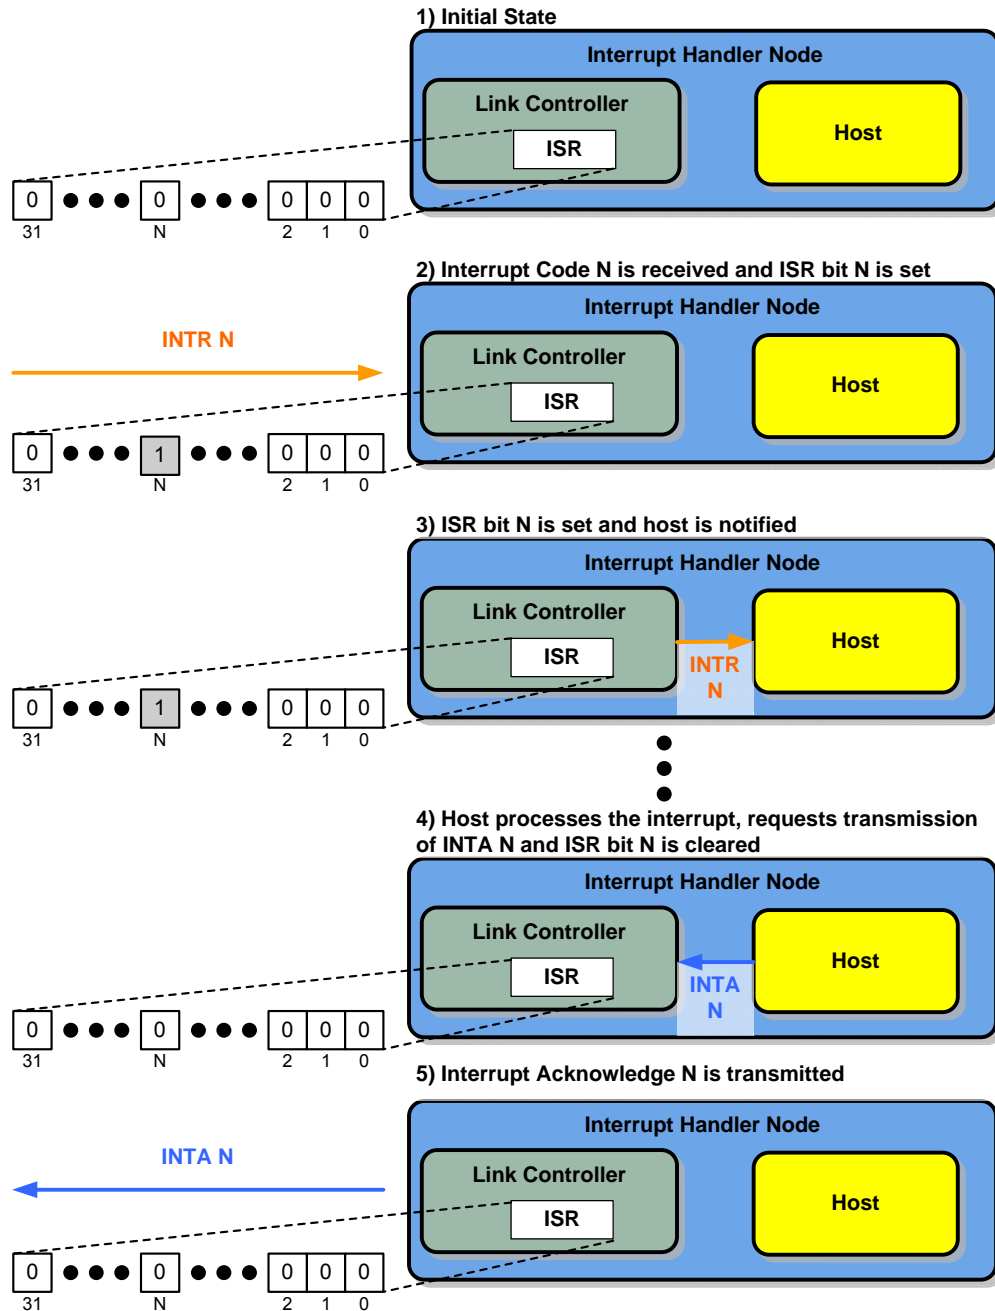 1) Initial State
Interrupt Handler Node
Link Controller
Host
ISR
0 0 0 0 0
31 N 2 1 0
2) Interrupt Code N is received and ISR bit N is set
Interrupt Handler Node
INTR N
Link Controller
Host
ISR
0 1 0 0 0
31 N 2 1 0
3) ISR bit N is set and host is notified
Interrupt Handler Node
Link Controller
Host
ISR
INTR
N
0 1 0 0 0
31 N 2 1 0
4) Host processes the interrupt, requests transmission
of INTA N and ISR bit N is cleared
Interrupt Handler Node
Link Controller
Host
ISR
INTA
N
0 0 0 0 0
31 N 2 1 0
5) Interrupt Acknowledge N is transmitted
Interrupt Handler Node
INTA N
Link Controller
Host
ISR
0 0 0 0 0
31 N 2 1 0